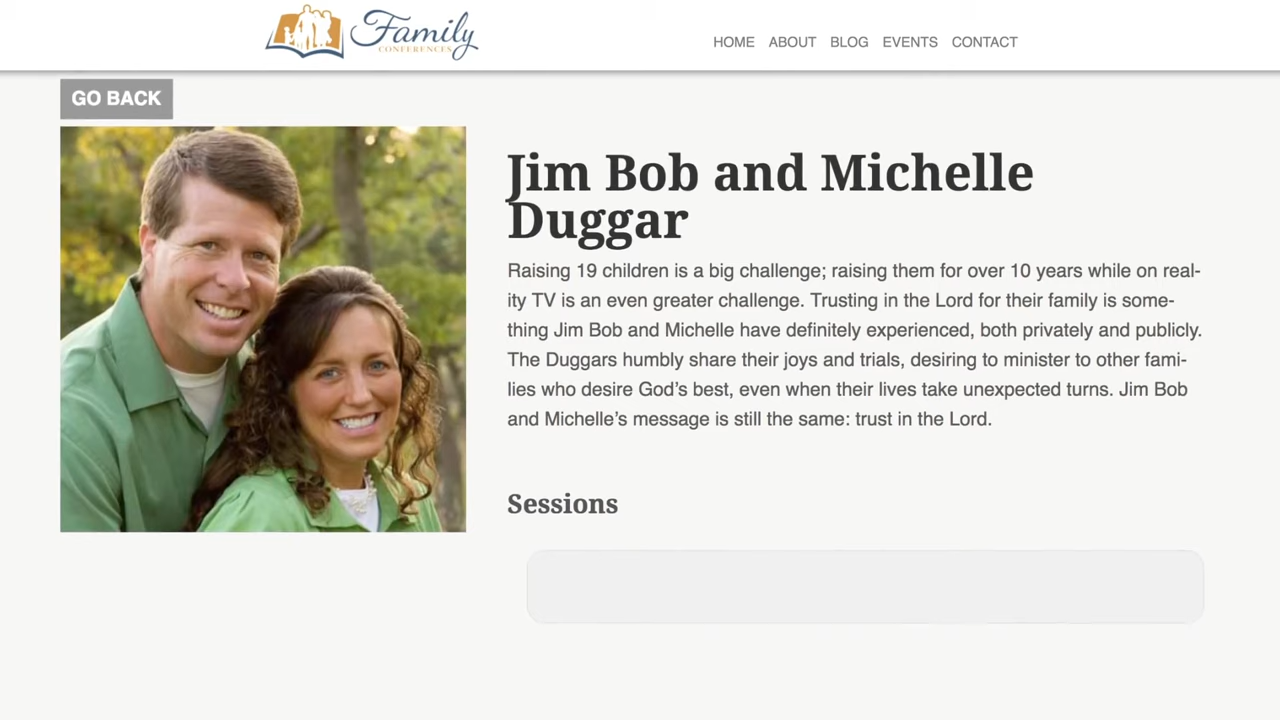 Family
CONFERENCES
HOME ABOUT BLOG EVENTS CONTACT
GO BACK
Jim Bob and Michelle
Duggar
Raising 19 children is a big challenge; raising them for over 10 years while on real-
ity TV is an even greater challenge. Trusting in the Lord for their family is some-
thing Jim Bob and Michelle have definitely experienced, both privately and publicly.
The Duggars humbly share their joys and trials, desiring to minister to other fami-
lies who desire God's best, even when their lives take unexpected turns. Jim Bob
and Michelle's message is still the same: trust in the Lord.
Sessions